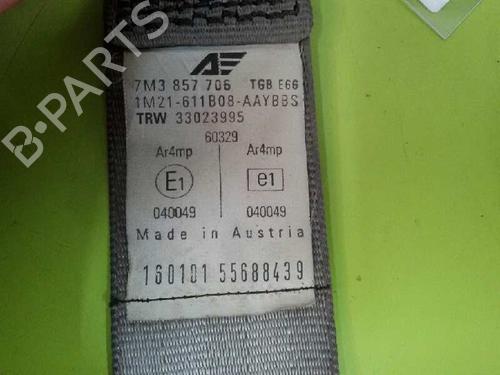 AE
7M3 857 706 TGB E66
1M21-611B08-AAYBBS
TRW 33023995
60329
Ar4mp Ar4mp
E1 e1
040049 040049
Made in Austria
160101 55688439
B-PARTS